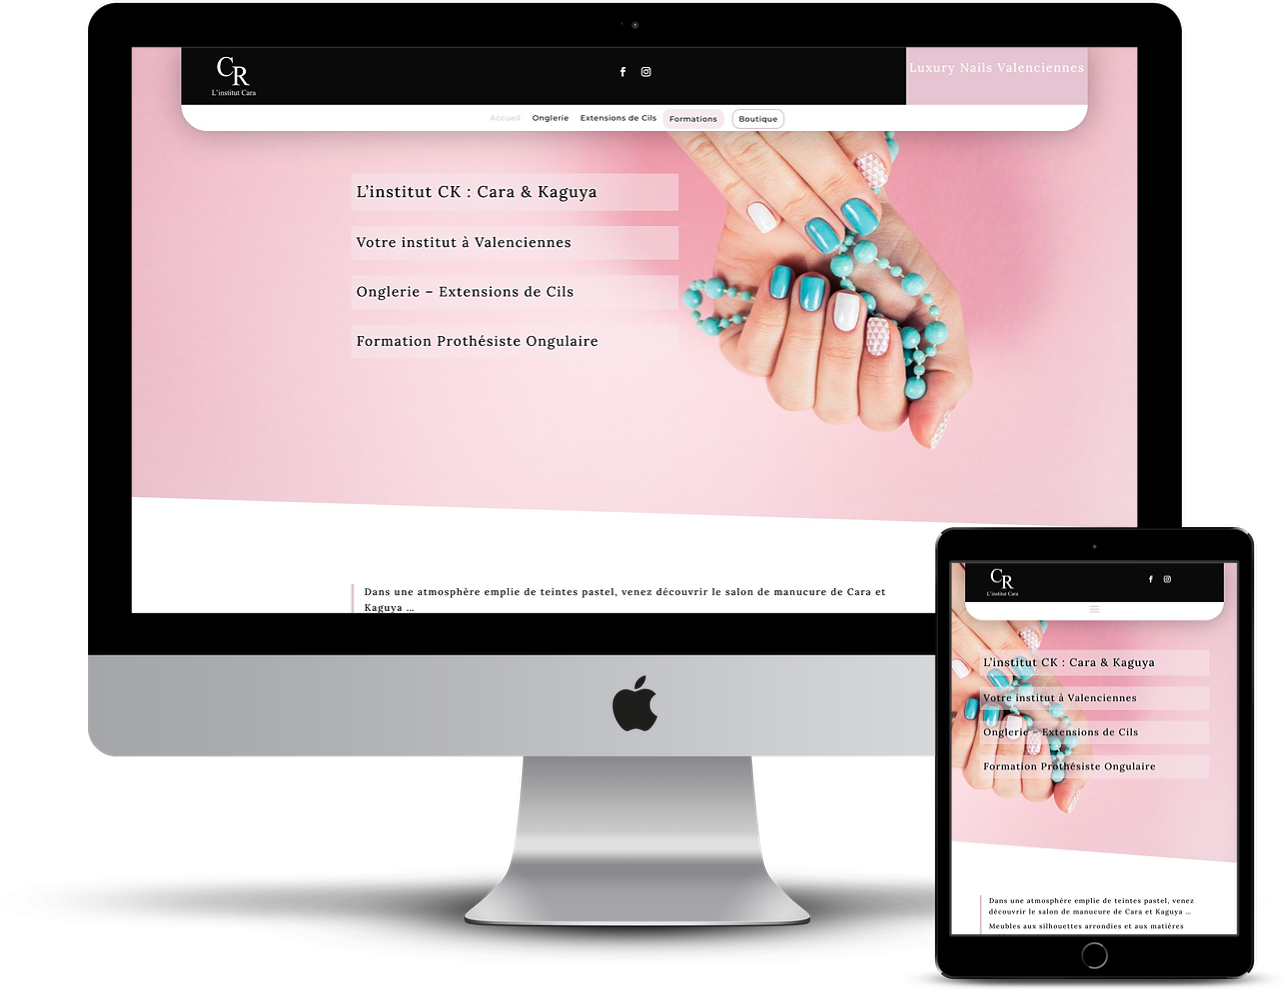 CR
L'institut Cara
Luxury Nails Valenciennes
Accueil Onglerie Extensions de Cils Formations Boutique
L'institut CK : Cara & Kaguya
Votre institut à Valenciennes
Onglerie – Extensions de Cils
Formation Prothésiste Ongulaire
Dans une atmosphère emplie de teintes pastel, venez découvrir le salon de manucure de Cara et
Kaguya ...
CR
L'institut Cara
L'institut CK : Cara & Kaguya
Votre institut à Valenciennes
Onglerie – Extensions de Cils
Formation Prothésiste Ongulaire
Dans une atmosphère emplie de teintes pastel, venez
découvrir le salon de manucure de Cara et Kaguya ...
Meubles aux silhouettes arrondies et aux matières